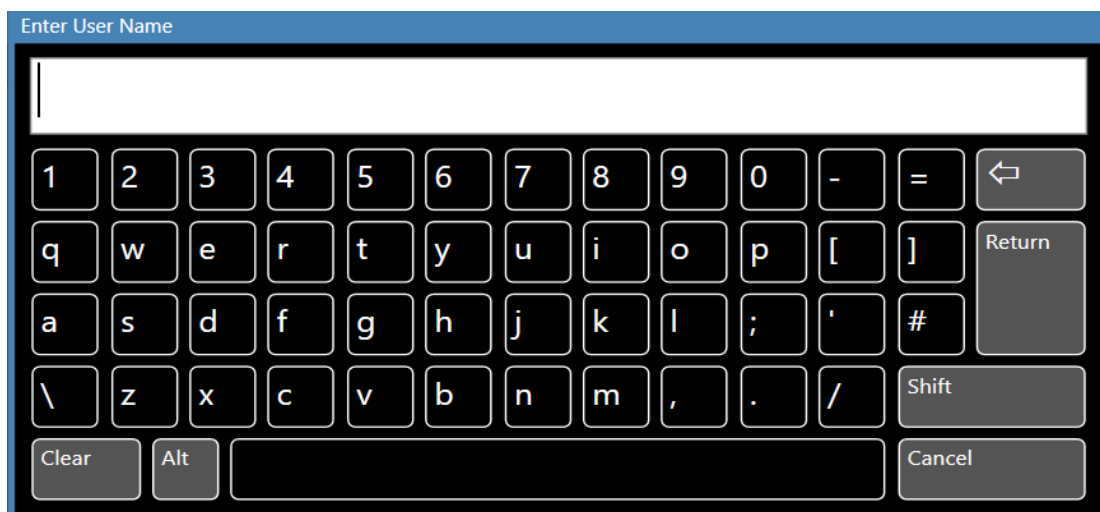 Enter User Name
1 2 3 4 5 6 7 8 9 0 - = ⇦
q w e r t y u i o p [ ] Return
a s d f g h j k l ; ' #
\ z x c v b n m , . / Shift
Clear Alt Cancel